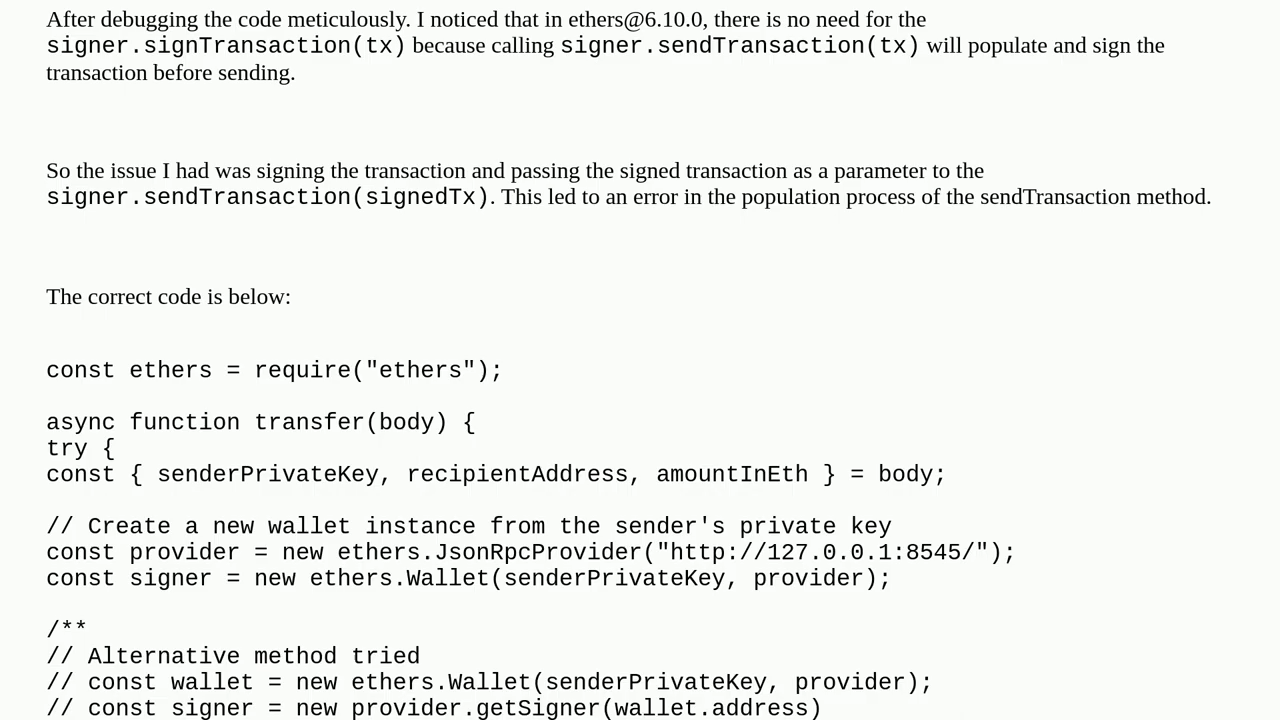 After debugging the code meticulously. I noticed that in ethers@6.10.0, there is no need for the
signer.signTransaction(tx) because calling signer.sendTransaction(tx) will populate and sign the
transaction before sending.
So the issue I had was signing the transaction and passing the signed transaction as a parameter to the
signer.sendTransaction(signedTx). This led to an error in the population process of the sendTransaction method.
The correct code is below:
const ethers = require("ethers");
async function transfer(body) {
try {
const { senderPrivateKey, recipientAddress, amountInEth } = body;
// Create a new wallet instance from the sender's private key
const provider = new ethers.JsonRpcProvider("http://127.0.0.1:8545/");
const signer = new ethers.Wallet(senderPrivateKey, provider);
/**
// Alternative method tried
// const wallet = new ethers.Wallet(senderPrivateKey, provider);
// const signer = new provider.getSigner(wallet.address)